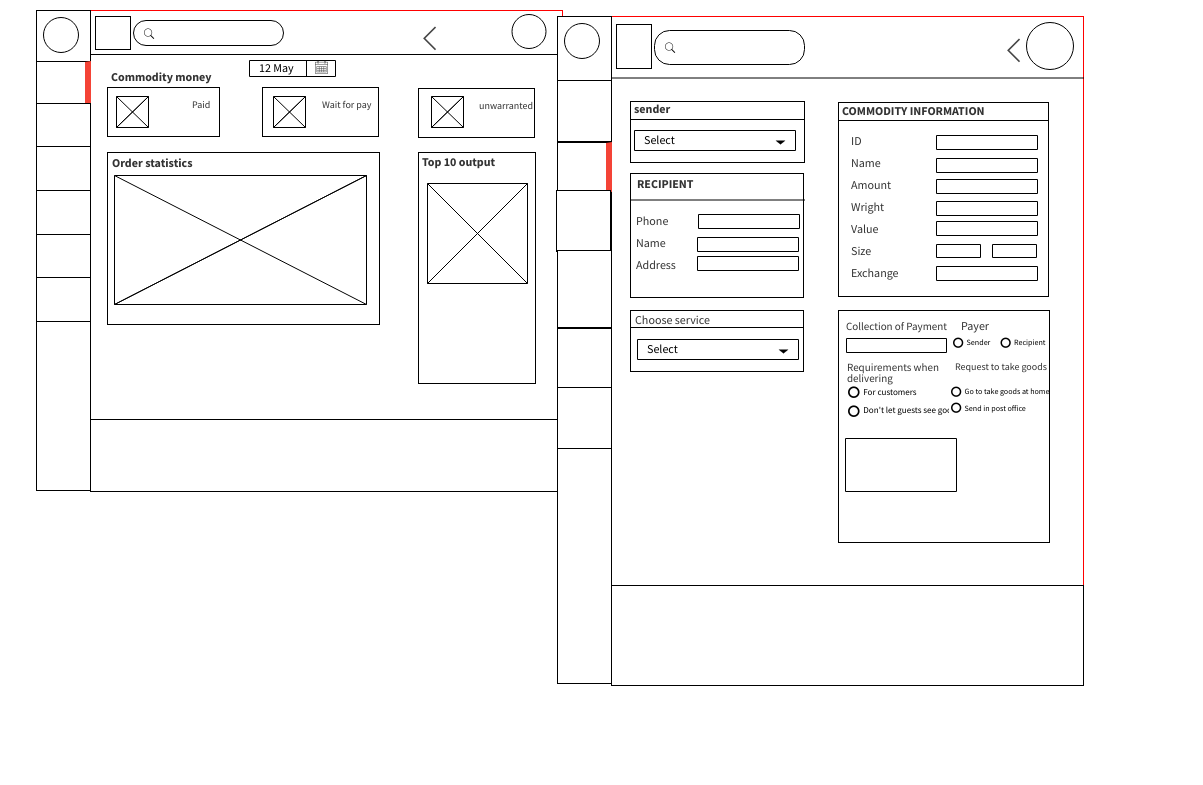 12 May
Commodity money
Paid
Wait for pay
unwarranted
Order statistics
Top 10 output
sender
Select
RECIPIENT
Phone
Name
Address
Choose service
Select
COMMODITY INFORMATION
ID
Name
Amount
Wright
Value
Size
Exchange
Collection of Payment
Payer
Sender
Recipient
Requirements when
delivering
Request to take goods
For customers
Go to take goods at home
Don't let guests see
Send in post office